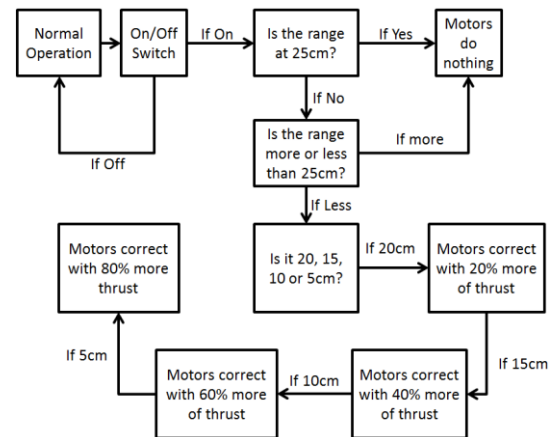 Normal
Operation
On/Off
Switch
If On
Is the range
at 25cm?
If Yes
Motors
do
nothing
If Off
If No
Is the range
more or less
than 25cm?
If more
If Less
Is it 20, 15,
10 or 5cm?
If 20cm
Motors correct
with 20% more
of thrust
If 15cm
Motors correct
with 40% more
of thrust
If 10cm
Motors correct
with 60% more
of thrust
If 5cm
Motors correct
with 80% more
thrust